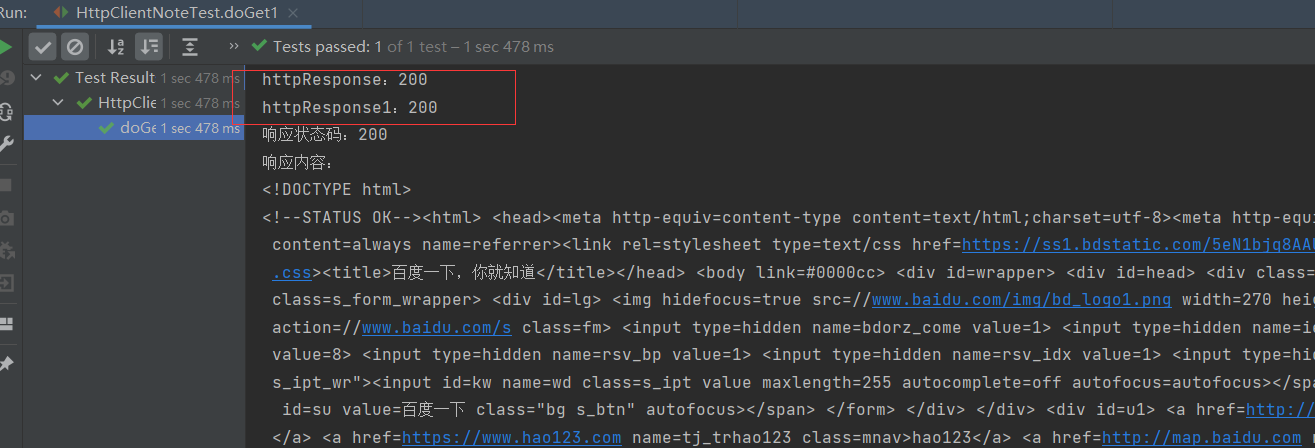 Run: HttpClientNoteTest.doGet1 ×
» Tests passed: 1 of 1 test – 1 sec 478 ms
Test Result 1 sec 478 ms
HttpClie 1 sec 478 ms
doGe 1 sec 478 ms
httpResponse：200
httpResponse1：200
响应状态码：200
响应内容：
<!DOCTYPE html>
<!--STATUS OK--><html> <head><meta http-equiv=content-type content=text/html;charset=utf-8><meta http-equi
content=always name=referrer><link rel=stylesheet type=text/css href=https://ss1.bdstatic.com/5eN1bjq8AAU
.css><title>百度一下，你就知道</title></head> <body link=#0000cc> <div id=wrapper> <div id=head> <div class=
class=s_form_wrapper> <div id=lg> <img hidefocus=true src=//www.baidu.com/img/bd_logo1.png width=270 heig
action=//www.baidu.com/s class=fm> <input type=hidden name=bdorz_come value=1> <input type=hidden name=ie
value=8> <input type=hidden name=rsv_bp value=1> <input type=hidden name=rsv_idx value=1> <input type=hid
s_ipt_wr"><input id=kw name=wd class=s_ipt value maxlength=255 autocomplete=off autofocus=autofocus></spa
id=su value=百度一下 class="bg s_btn" autofocus></span> </form> </div> </div> <div id=u1> <a href=http://
</a> <a href=https://www.hao123.com name=tj_trhao123 class=mnav>hao123</a> <a href=http://map.baidu.com